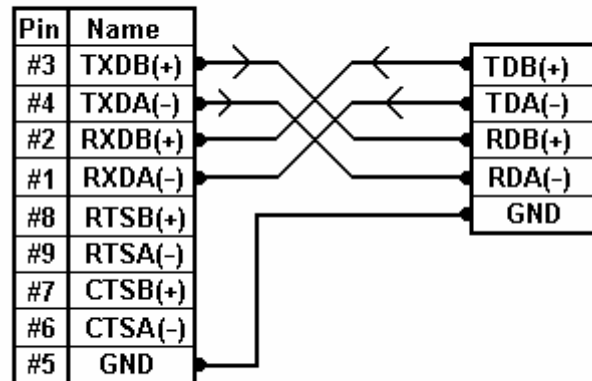 Pin Name
#3 TXDB(+)
#4 TXDA(-)
#2 RXDB(+)
#1 RXDA(-)
#8 RTSB(+)
#9 RTSA(-)
#7 CTSB(+)
#6 CTSA(-)
#5 GND
TDB(+)
TDA(-)
RDB(+)
RDA(-)
GND